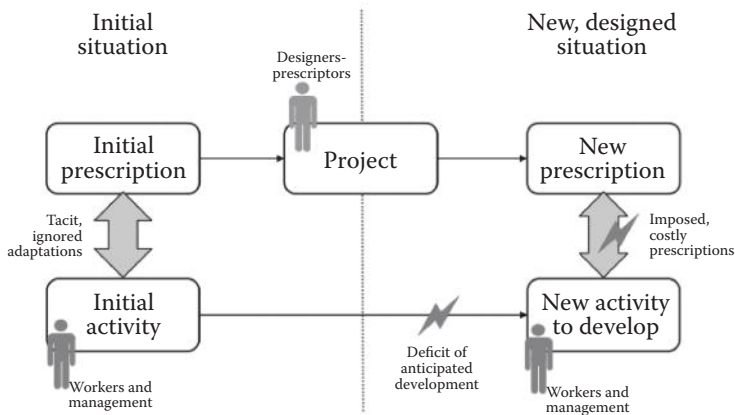 Initial
situation
New, designed
situation
Designers-
prescriptors
Initial
prescription
Project
New
prescription
Tacit,
ignored
adaptations
Imposed,
costly
prescriptions
Initial
activity
New activity
to develop
Deficit of
anticipated
development
Workers and
management
Workers and
management